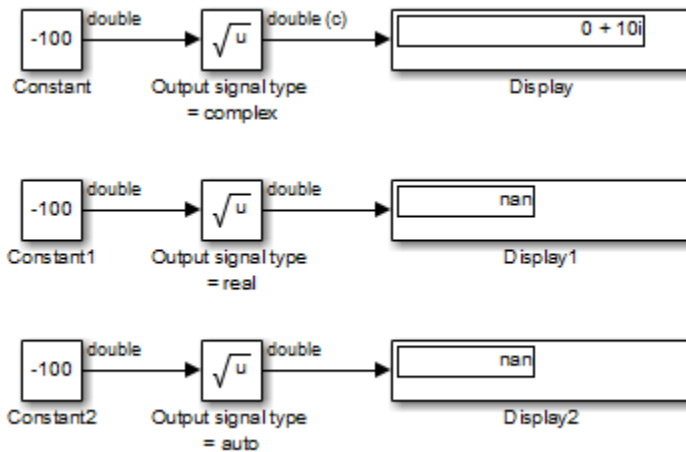 double double (c)
-100 √u 0 + 10i
Constant Output signal type Display
= complex
double double
-100 √u nan
Constant1 Output signal type Display1
= real
double double
-100 √u nan
Constant2 Output signal type Display2
= auto